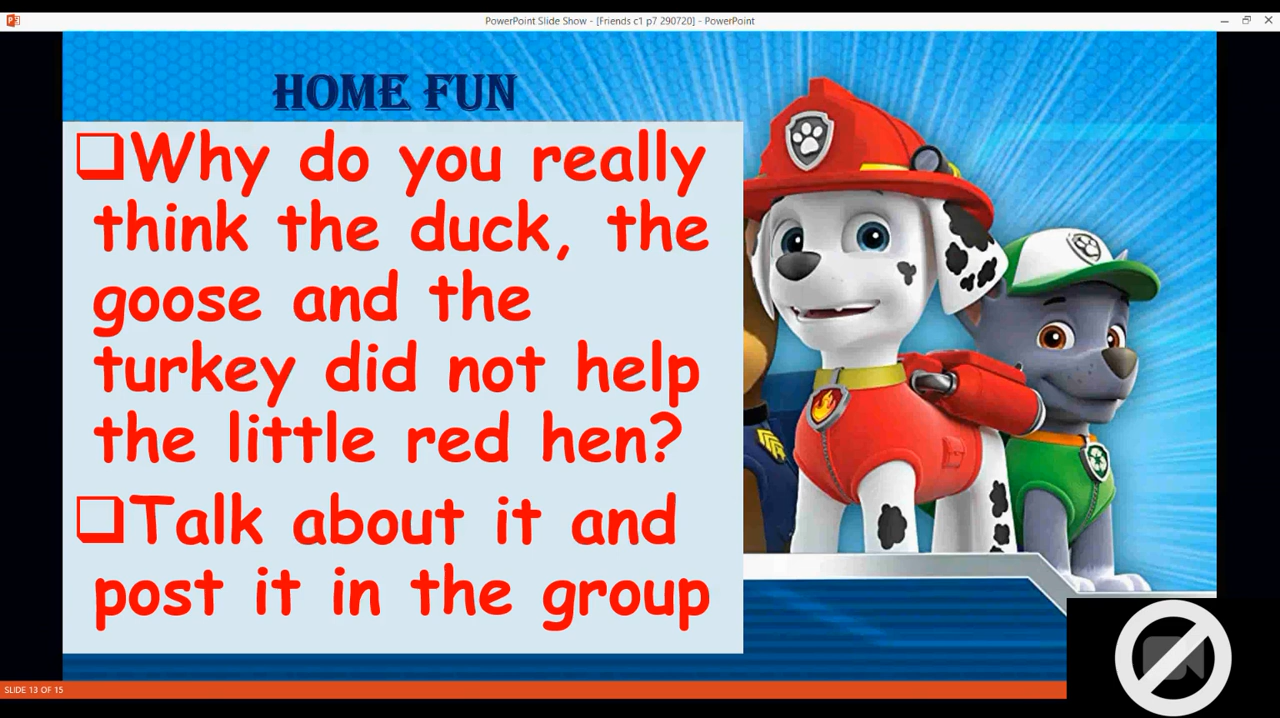 PowerPoint Slide Show - [Friends c1 p7 290720] - PowerPoint
HOME FUN
❑Why do you really
think the duck, the
goose and the
turkey did not help
the little red hen?
❑Talk about it and
post it in the group
SLIDE 13 OF 15